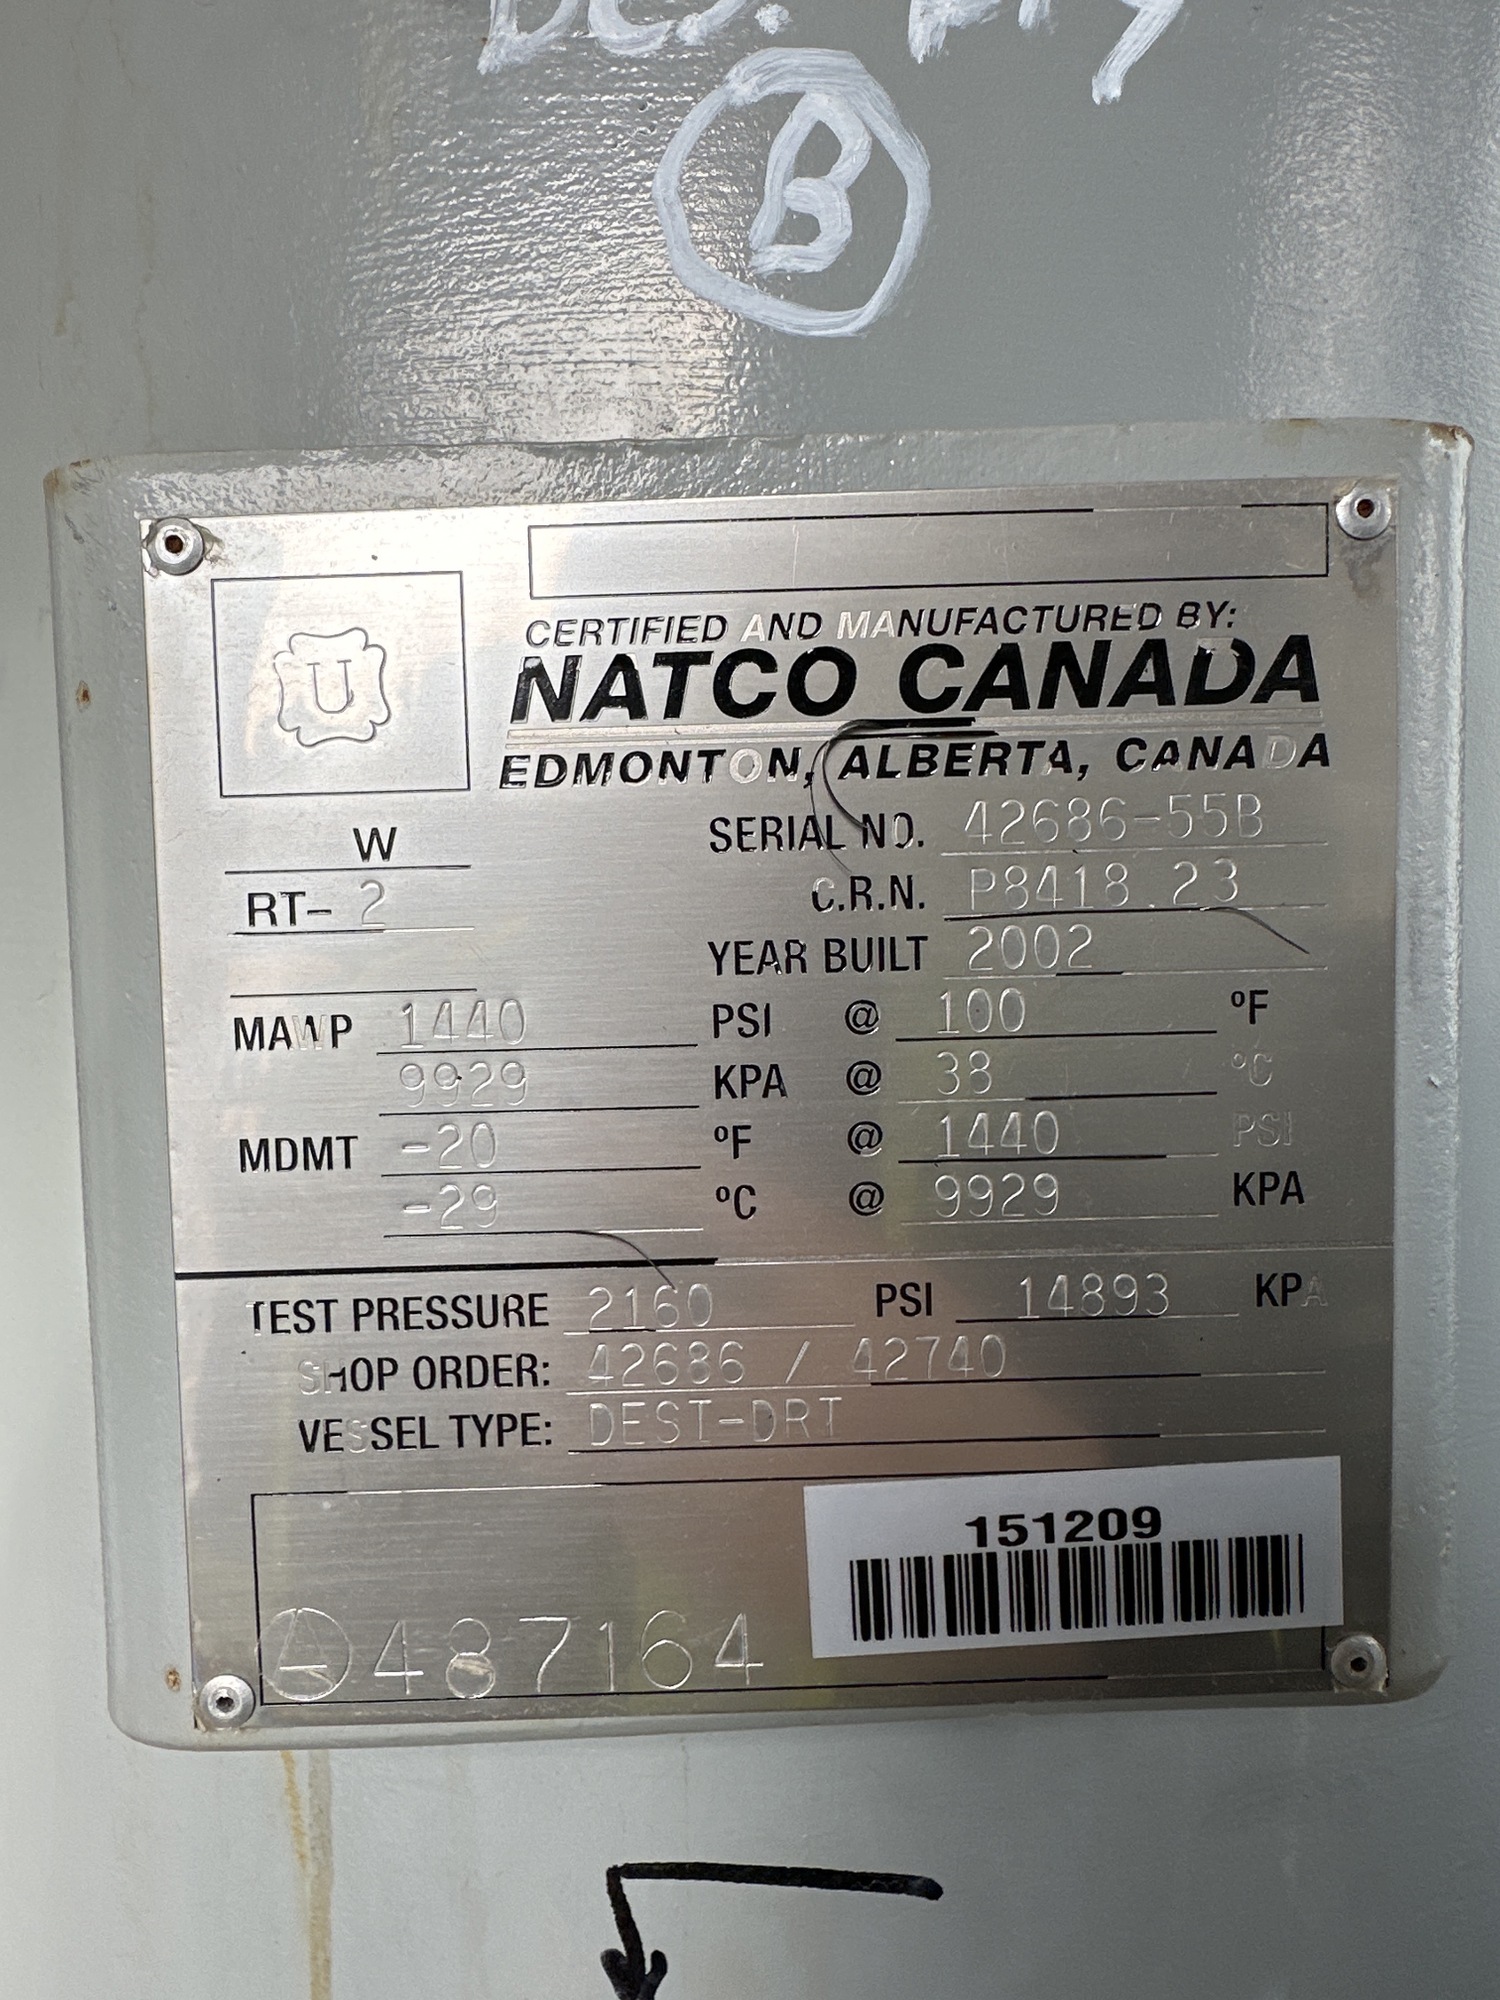 B
U
CERTIFIED AND MANUFACTURED BY:
NATCO CANADA
EDMONTON, ALBERTA, CANADA
W
RT- 2
SERIAL NO. 42686-55B
C.R.N. P8418.23
YEAR BUILT 2002
MAWP 1440 PSI @ 100 ºF
9929 KPA @ 38 ºC
MDMT -20 ºF @ 1440 PSI
-29 ºC @ 9929 KPA
TEST PRESSURE 2160 PSI 14893 KPA
SHOP ORDER: 42686 / 42740
VESSEL TYPE: DEST-DRT
151209
A 487164